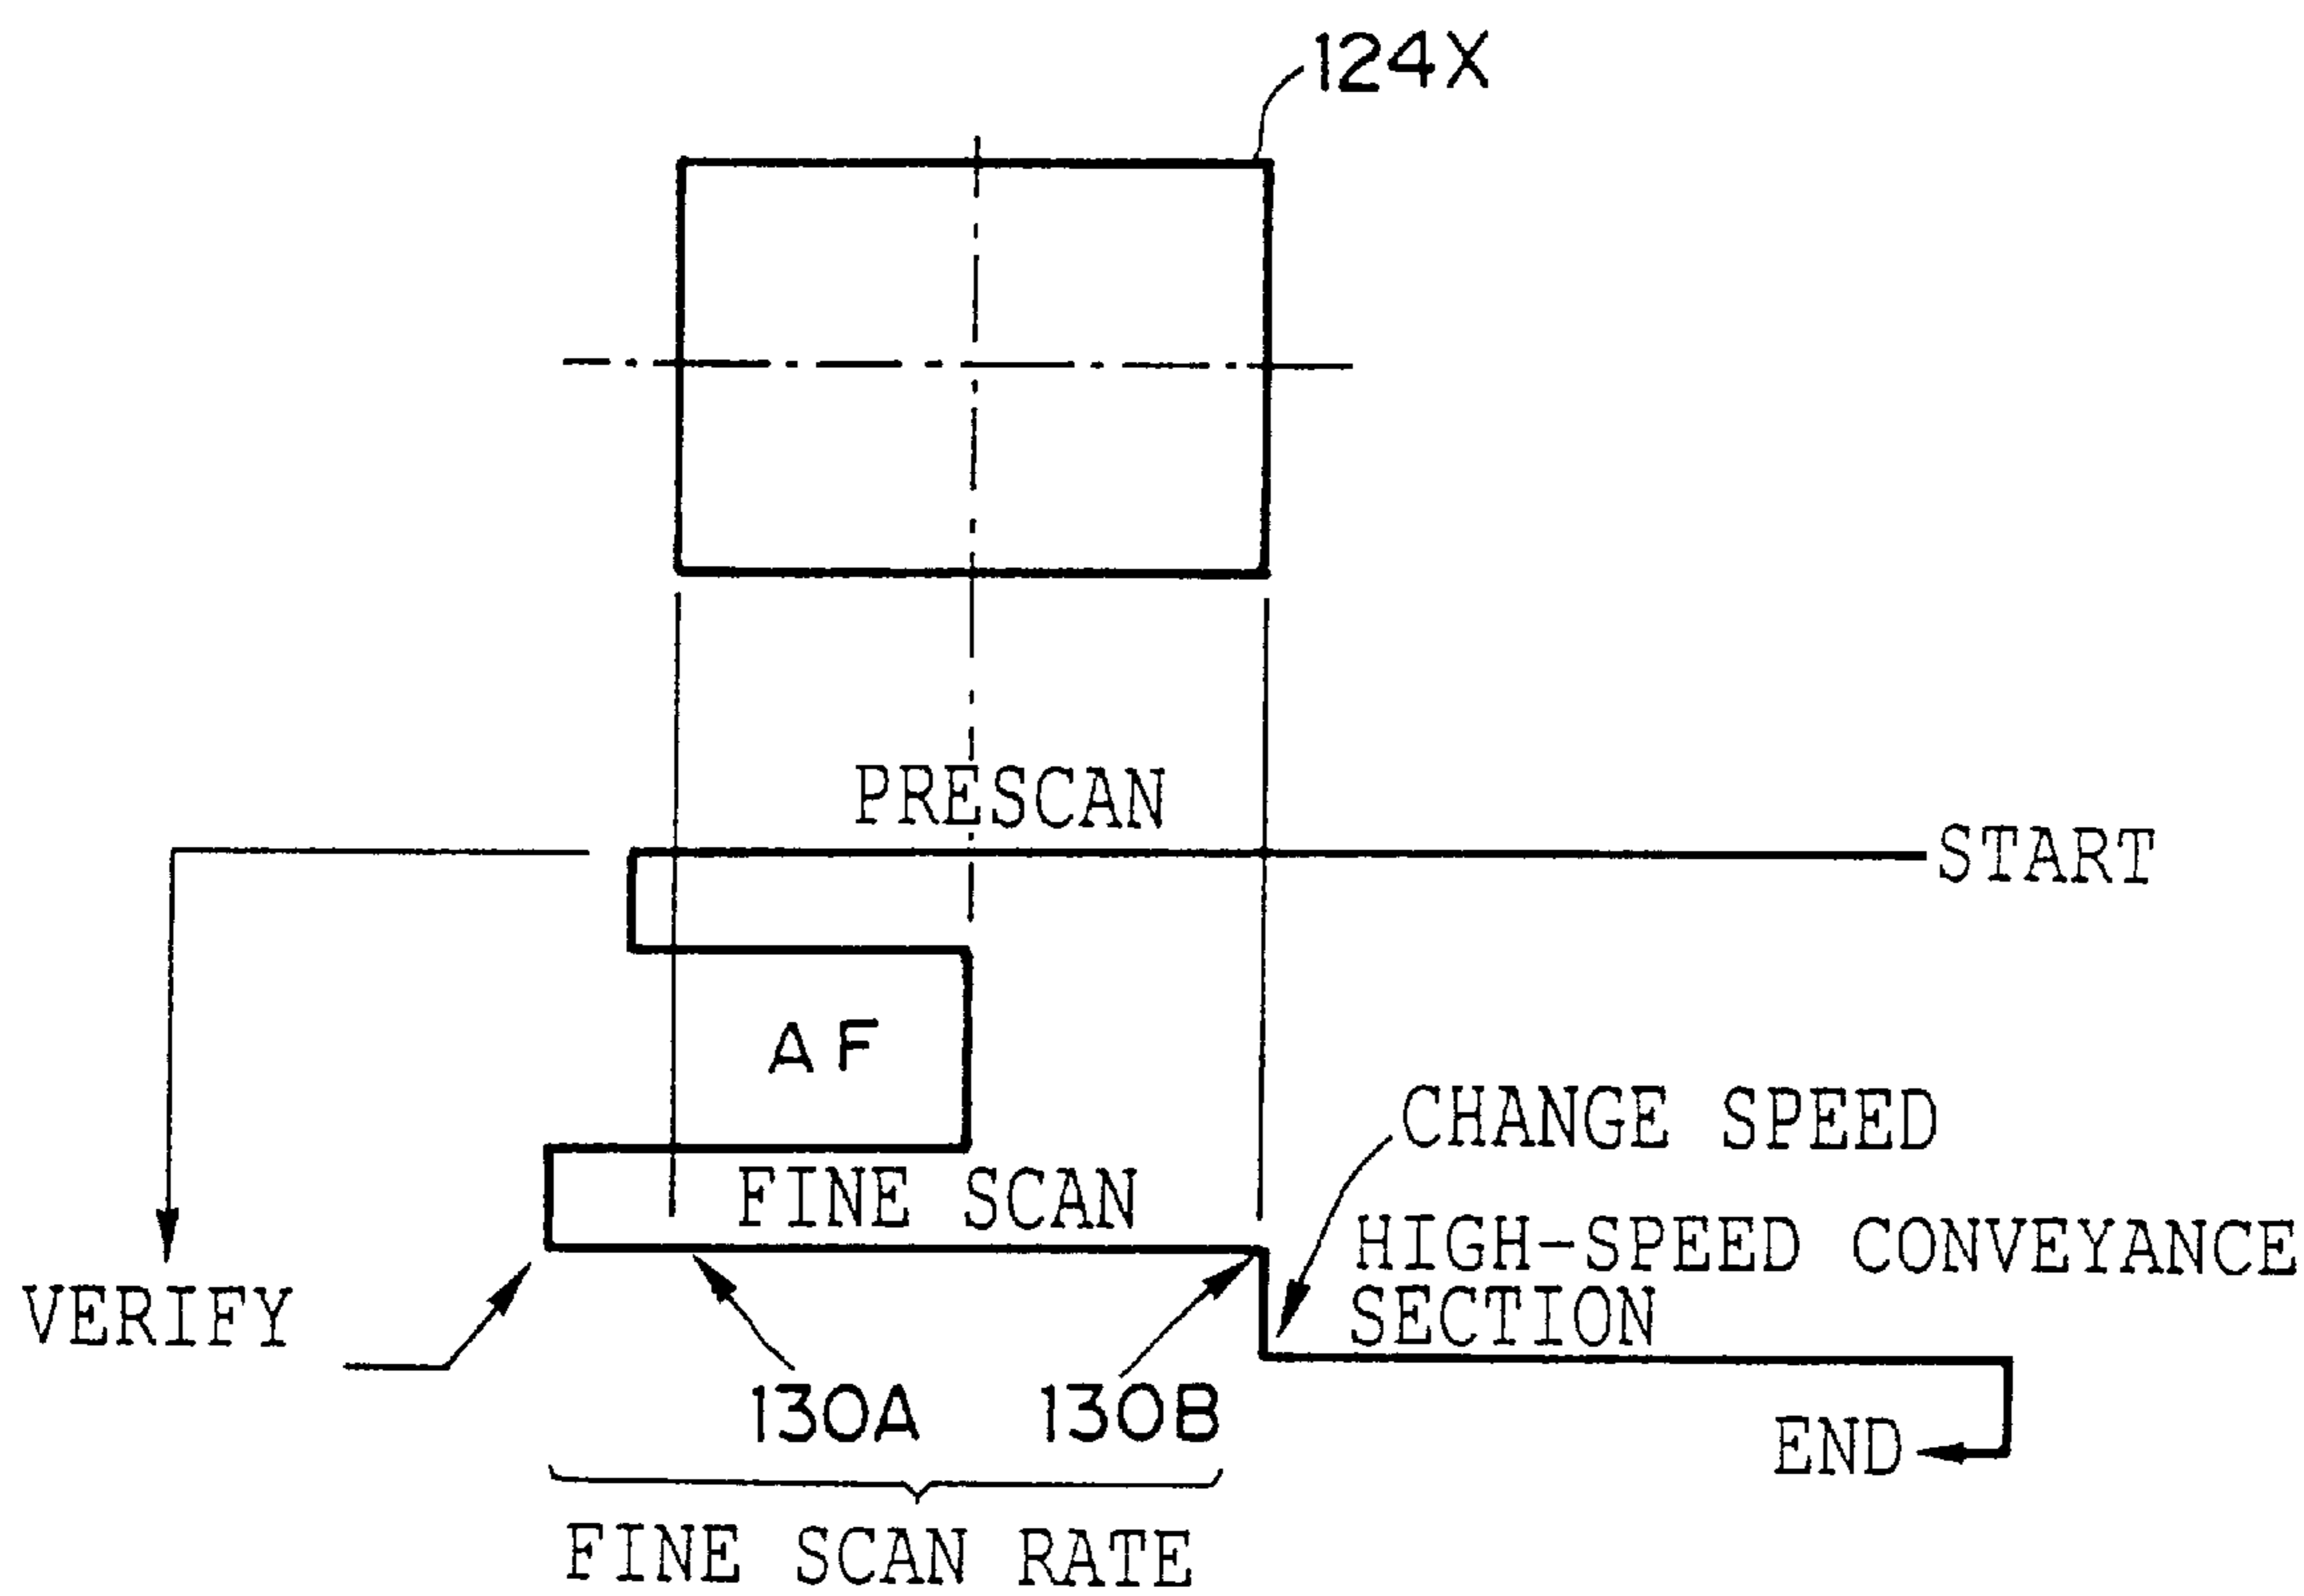 124X
PRESCAN
START
AF
CHANGE SPEED
FINE SCAN
HIGH-SPEED CONVEYANCE
SECTION
VERIFY
130A
130B
END
FINE SCAN RATE